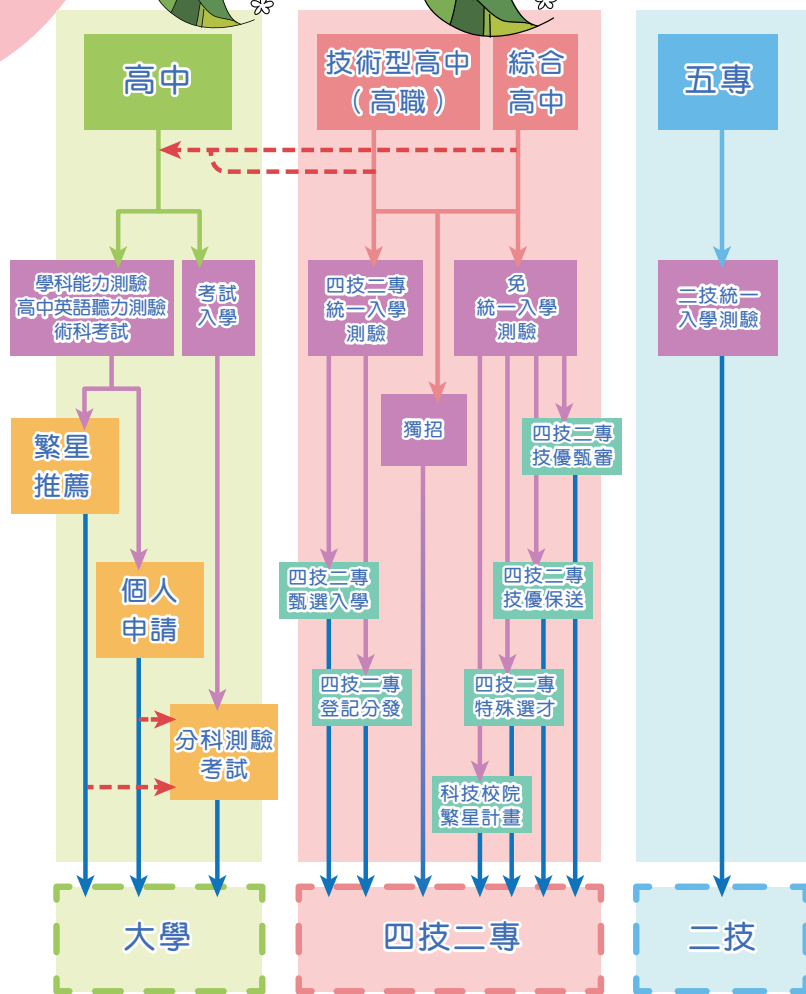 高中
技術型高中
（高職）
綜合
高中
五專
學科能力測驗
高中英語聽力測驗
術科考試
考試
入學
四技二專
統一入學
測驗
免
統一入學
測驗
二技統一
入學測驗
獨招
繁星
推薦
四技二專
技優甄審
個人
申請
四技二專
甄選入學
四技二專
技優保送
四技二專
登記分發
四技二專
特殊選才
分科測驗
考試
科技校院
繁星計畫
大學
四技二專
二技